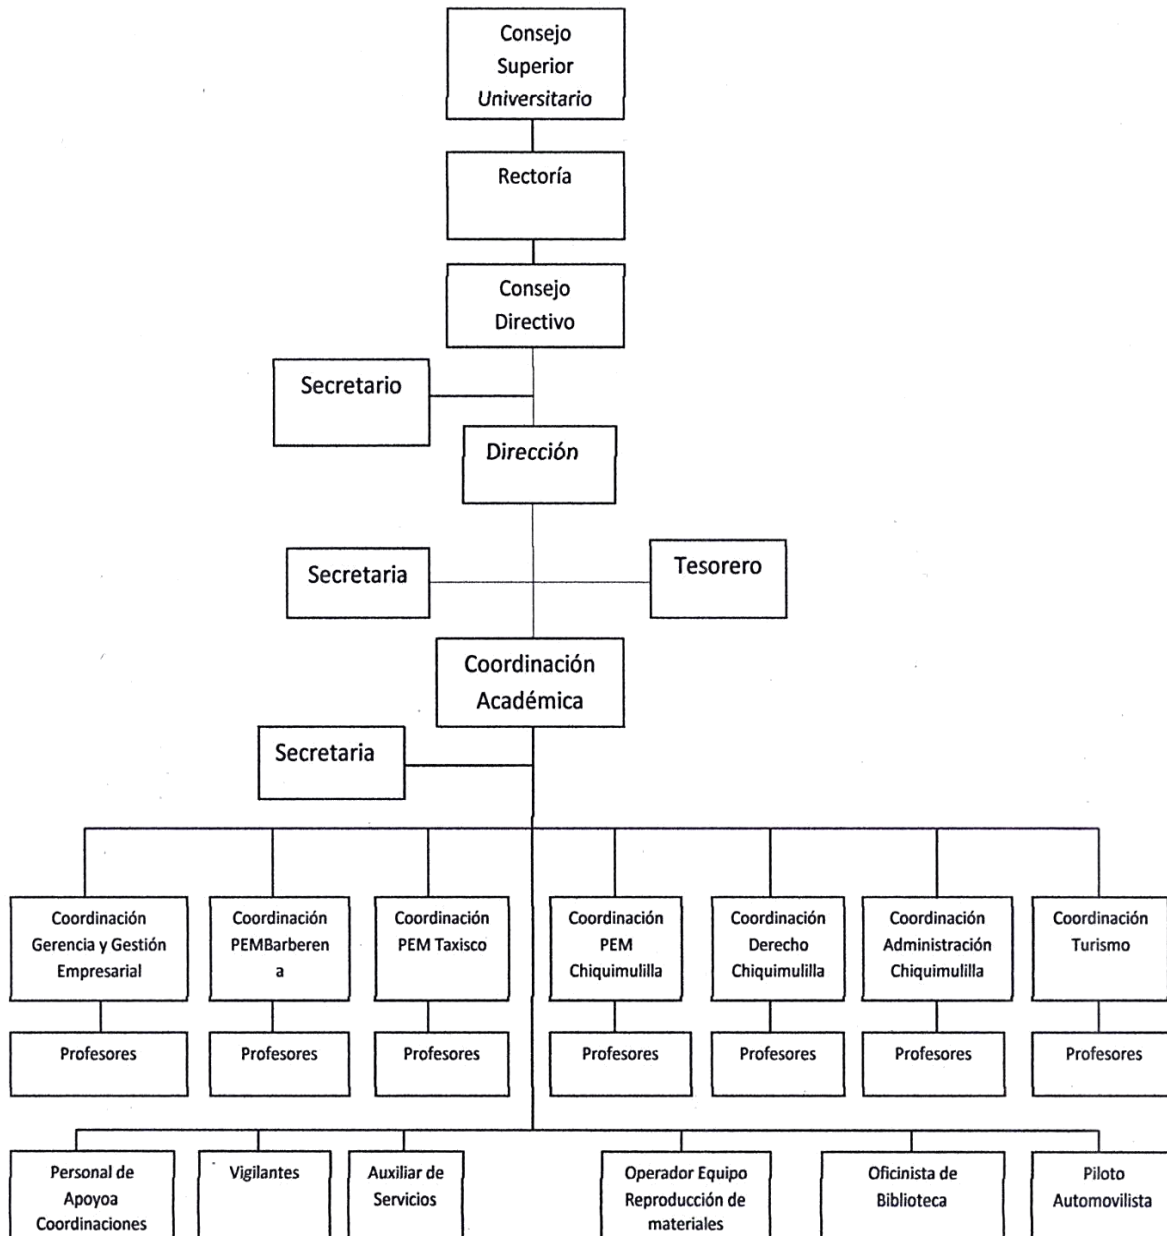 Consejo
Superior
Universitario
Rectoría
Consejo
Directivo
Secretario
Dirección
Secretaria
Tesorero
Coordinación
Académica
Secretaria
Coordinación
Gerencia y Gestión
Empresarial
Coordinación
PEMBarberen
a
Coordinación
PEM Taxisco
Coordinación
PEM
Chiquimulilla
Coordinación
Derecho
Chiquimulilla
Coordinación
Administración
Chiquimulilla
Coordinación
Turismo
Profesores
Profesores
Profesores
Profesores
Profesores
Profesores
Profesores
Personal de
Apoyoa
Coordinaciones
Vigilantes
Auxiliar de
Servicios
Operador Equipo
Reproducción de
materiales
Oficinista de
Biblioteca
Piloto
Automovilista